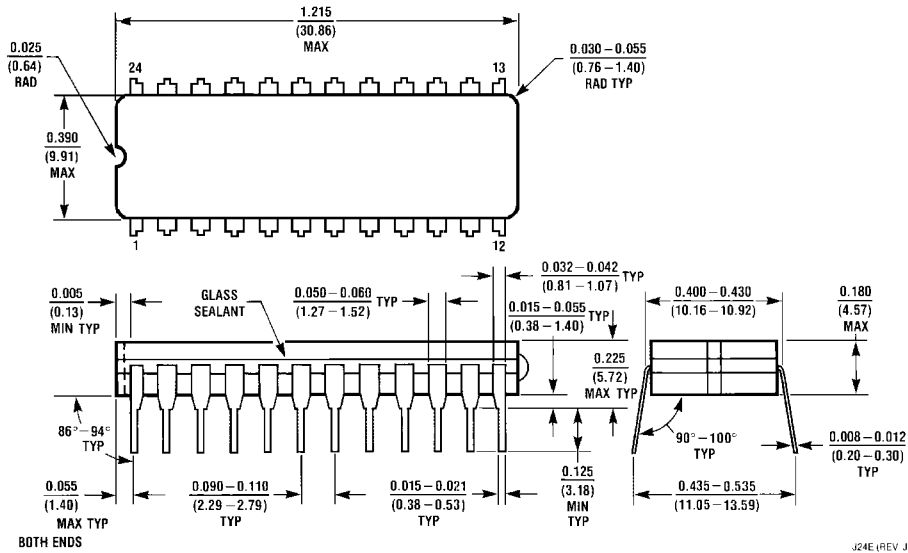 1.215
(30.86)
MAX
0.025
(0.64)
RAD
24
13
0.030–0.055
(0.76–1.40)
RAD TYP
0.390
(9.91)
MAX
1
12
0.005
(0.13)
MIN TYP
GLASS
SEALANT
0.050–0.060 TYP
(1.27–1.52)
0.032–0.042 TYP
(0.81–1.07)
0.015–0.055 TYP
(0.38–1.40)
0.400–0.430
(10.16–10.92)
0.180
(4.57)
MAX
0.225
(5.72)
MAX TYP
86°–94°
TYP
90°–100°
TYP
0.008–0.012
(0.20–0.30)
TYP
0.055
(1.40)
MAX TYP
BOTH ENDS
0.090–0.110
(2.29–2.79)
TYP
0.015–0.021
(0.38–0.53)
TYP
0.125
(3.18)
MIN
TYP
0.435–0.535
(11.05–13.59)
J24E (REV J